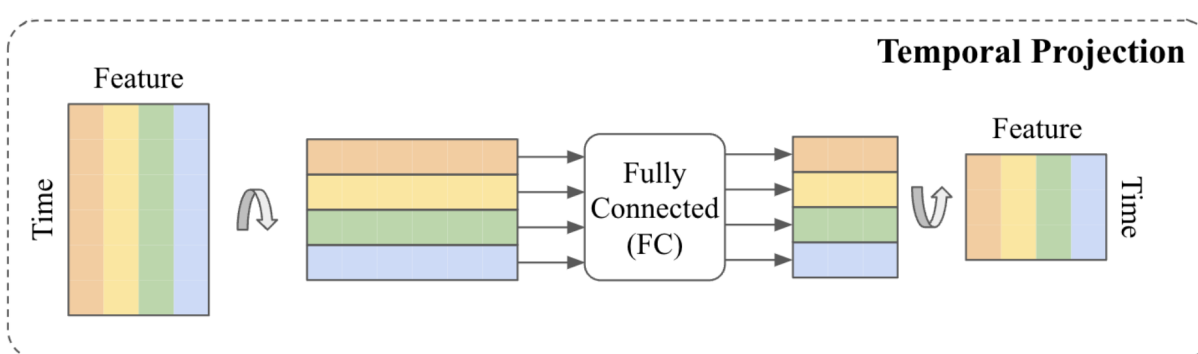 Temporal Projection
Feature
Time
Fully
Connected
(FC)
Feature
Time